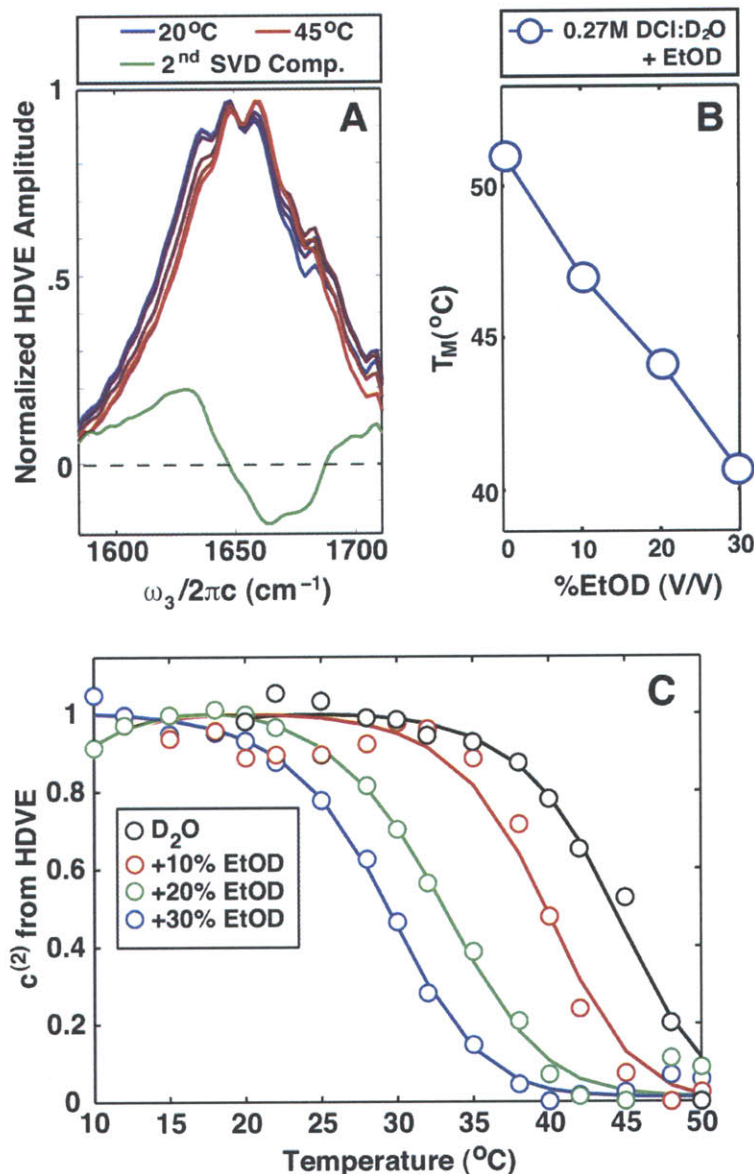 20°C 45°C
2nd SVD Comp.
A
1
.5
0
Normalized HDVE Amplitude
1600 1650 1700
ω3/2πc (cm-1)
0.27M DCl:D2O
+ EtOD
B
50
45
40
TM(°C)
0 10 20 30
%EtOD (V/V)
C
1
0.8
0.6
0.4
0.2
0
c(2) from HDVE
D2O
+10% EtOD
+20% EtOD
+30% EtOD
10 15 20 25 30 35 40 45 50
Temperature (°C)